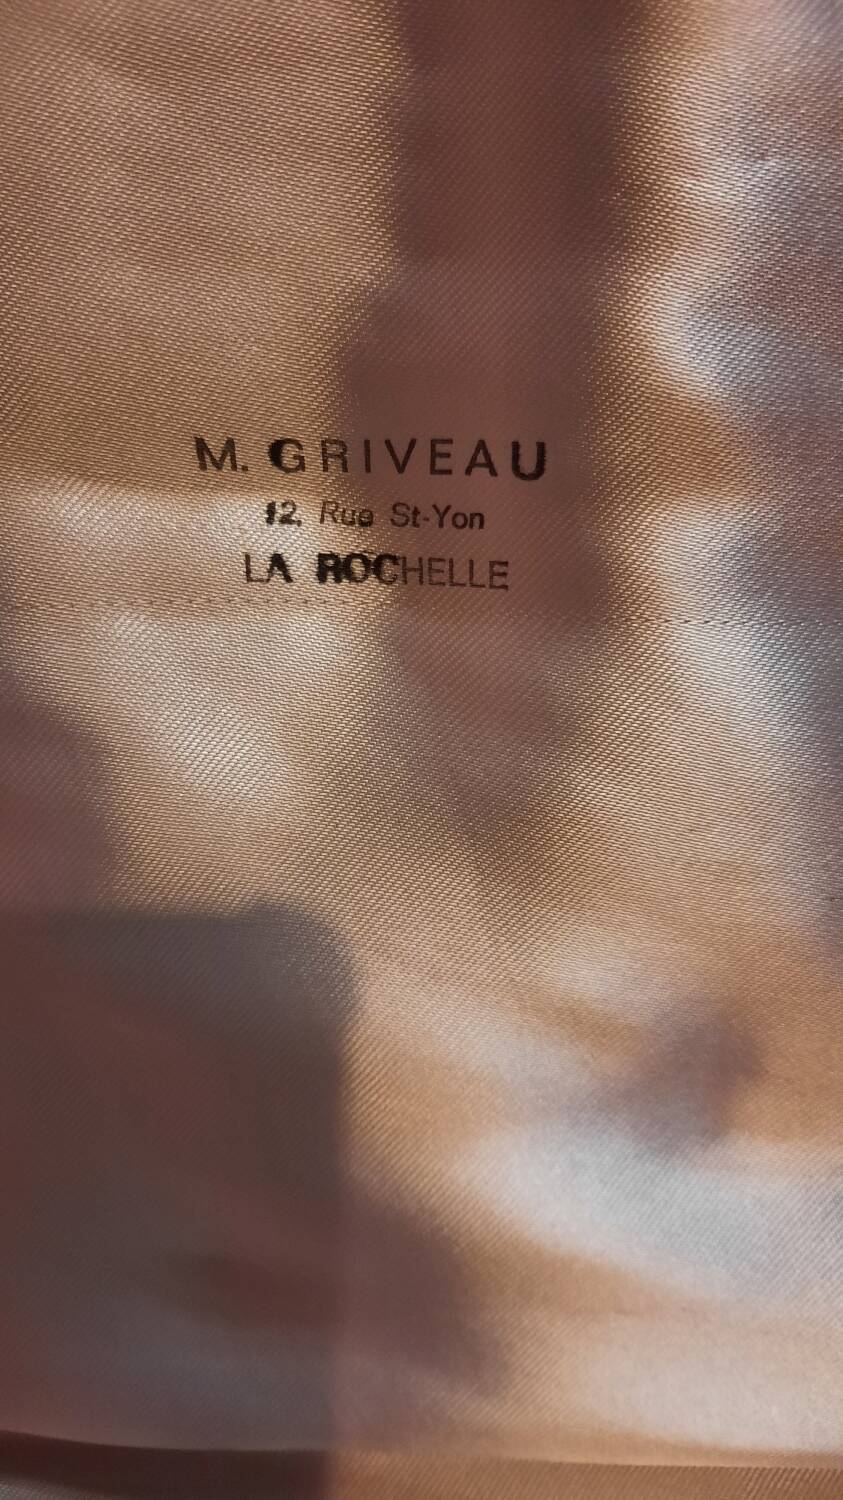 M. GRIVEAU
12, Rue St-Yon
LA ROCHELLE